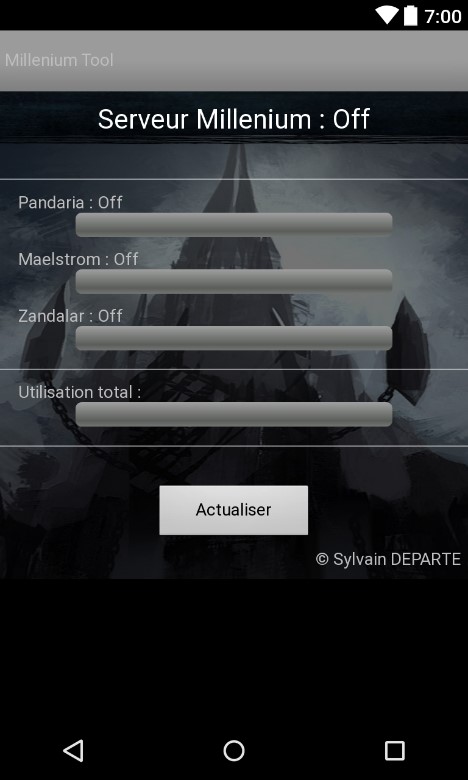 7:00
Millenium Tool
Serveur Millenium : Off
Pandaria : Off
Maelstrom : Off
Zandalar : Off
Utilisation total :
Actualiser
© Sylvain DEPARTE